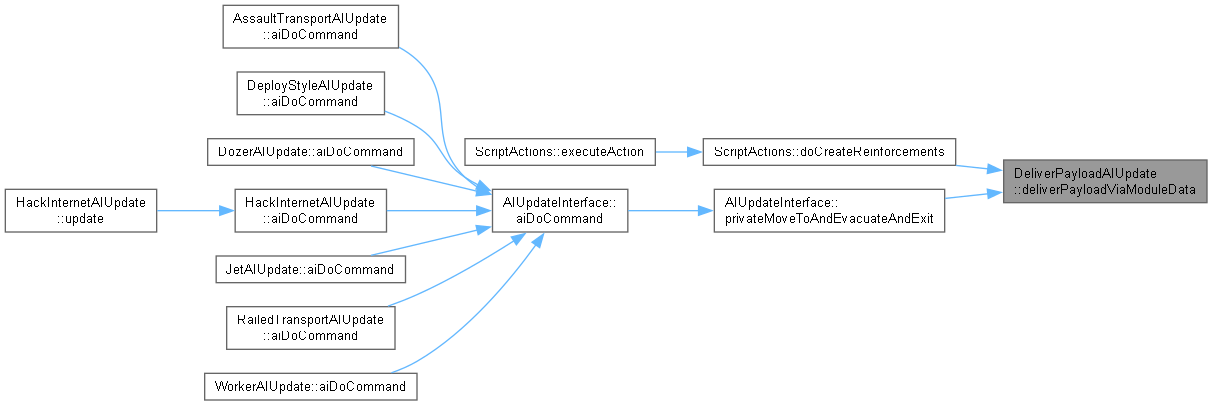 AssaultTransportAIUpdate
::aiDoCommand
DeployStyleAIUpdate
::aiDoCommand
DozerAIUpdate::aiDoCommand
HackInternetAIUpdate
::update
HackInternetAIUpdate
::aiDoCommand
JetAIUpdate::aiDoCommand
RailedTransportAIUpdate
::aiDoCommand
WorkerAIUpdate::aiDoCommand
ScriptActions::executeAction
AIUpdateInterface::
aiDoCommand
ScriptActions::doCreateReinforcements
AIUpdateInterface::
privateMoveToAndEvacuateAndExit
DeliverPayloadAIUpdate
::deliverPayloadViaModuleData